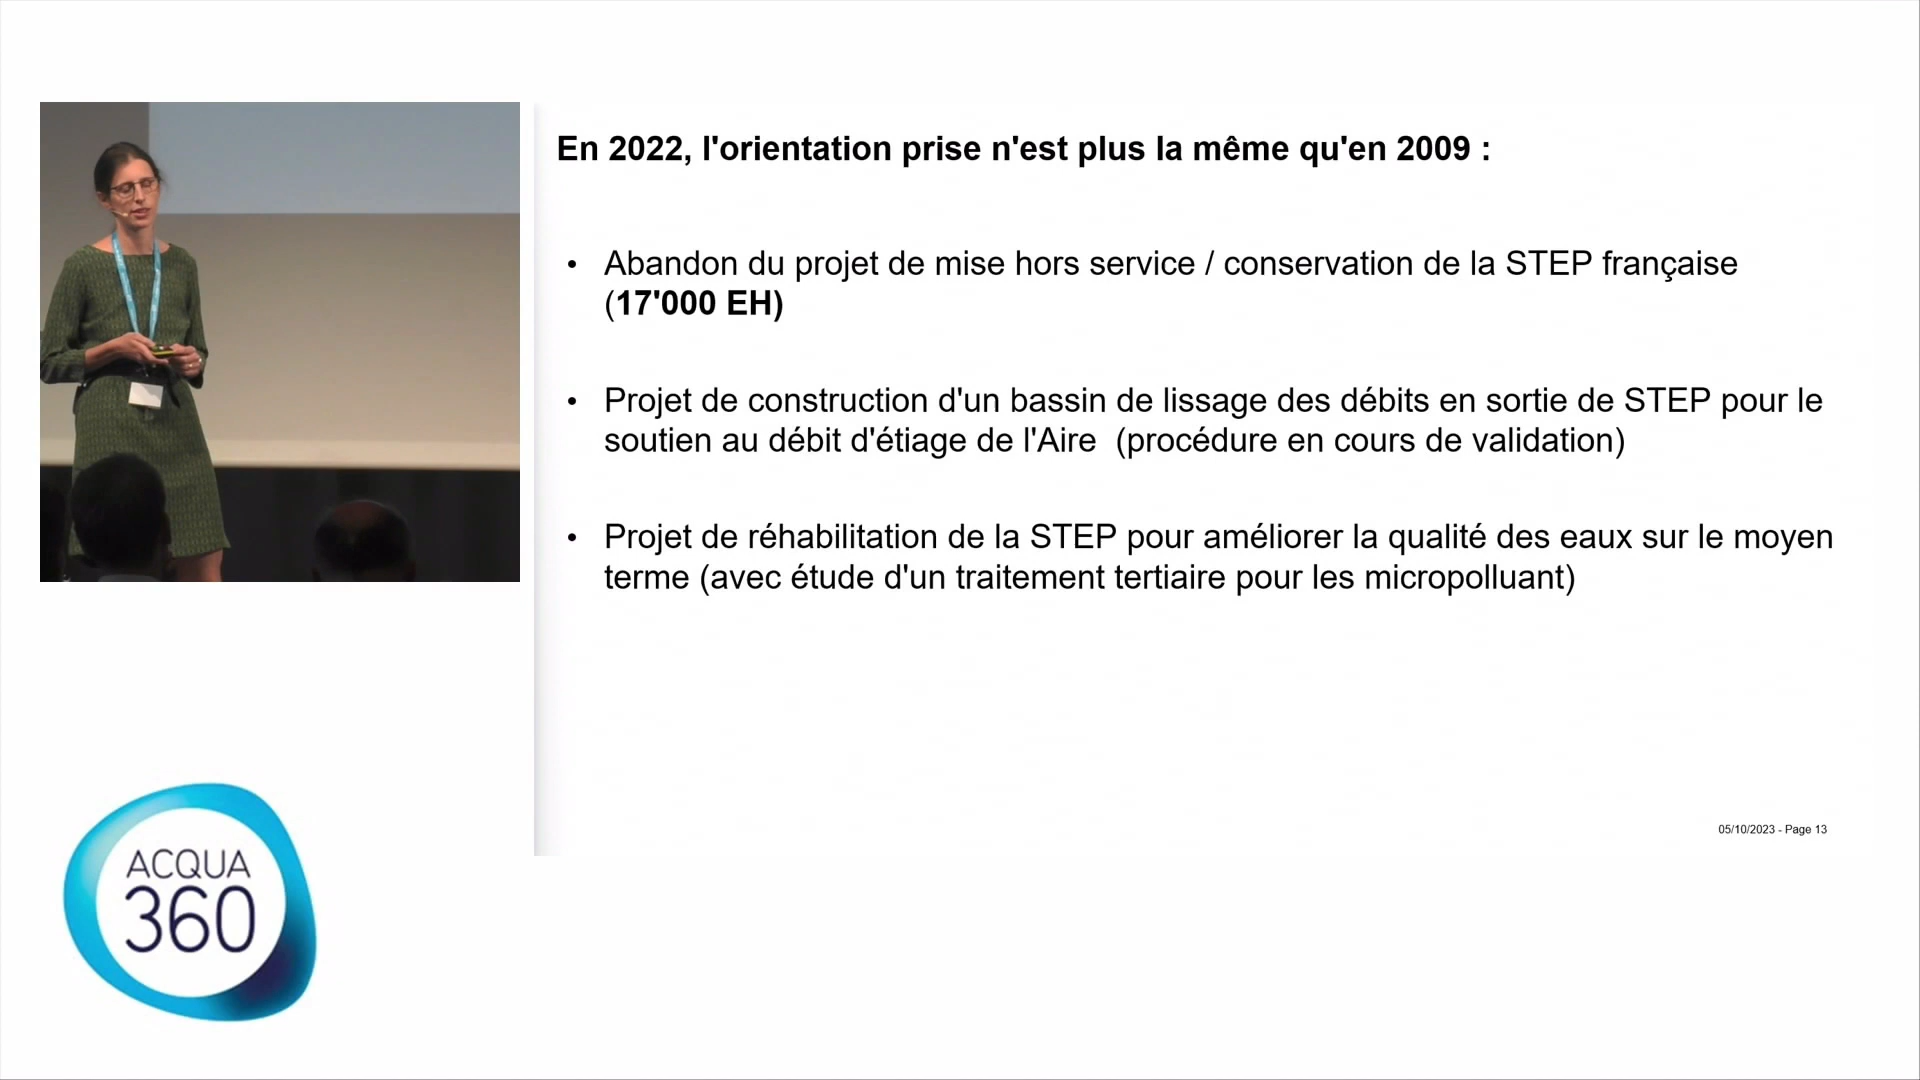 En 2022, l'orientation prise n'est plus la même qu'en 2009 :
• Abandon du projet de mise hors service / conservation de la STEP française
(17'000 EH)
• Projet de construction d'un bassin de lissage des débits en sortie de STEP pour le
soutien au débit d'étiage de l'Aire  (procédure en cours de validation)
• Projet de réhabilitation de la STEP pour améliorer la qualité des eaux sur le moyen
terme (avec étude d'un traitement tertiaire pour les micropolluant)
05/10/2023 - Page 13
ACQUA
360